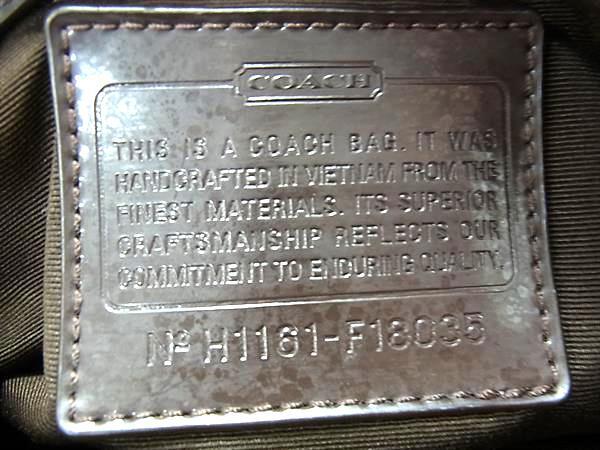 COACH
THIS IS A COACH BAG. IT WAS
HANDCRAFTED IN VIETNAM FROM THE
FINEST MATERIALS. ITS SUPERIOR
CRAFTSMANSHIP REFLECTS OUR
COMMITMENT TO ENDURING QUALITY.
Nº H1161-F18035